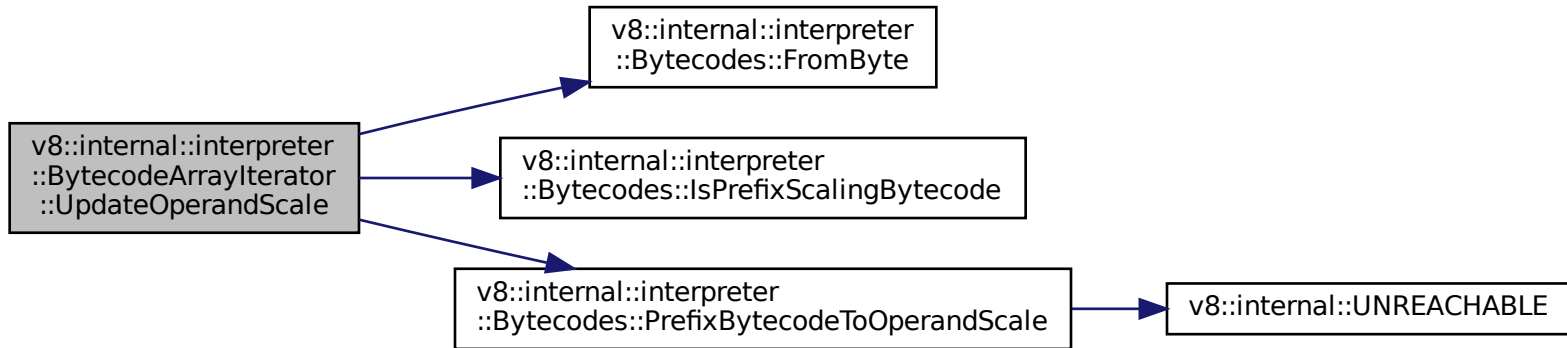 v8::internal::interpreter
::BytecodeArrayIterator
::UpdateOperandScale
v8::internal::interpreter
::Bytecodes::FromByte
v8::internal::interpreter
::Bytecodes::IsPrefixScalingBytecode
v8::internal::interpreter
::Bytecodes::PrefixBytecodeToOperandScale
v8::internal::UNREACHABLE